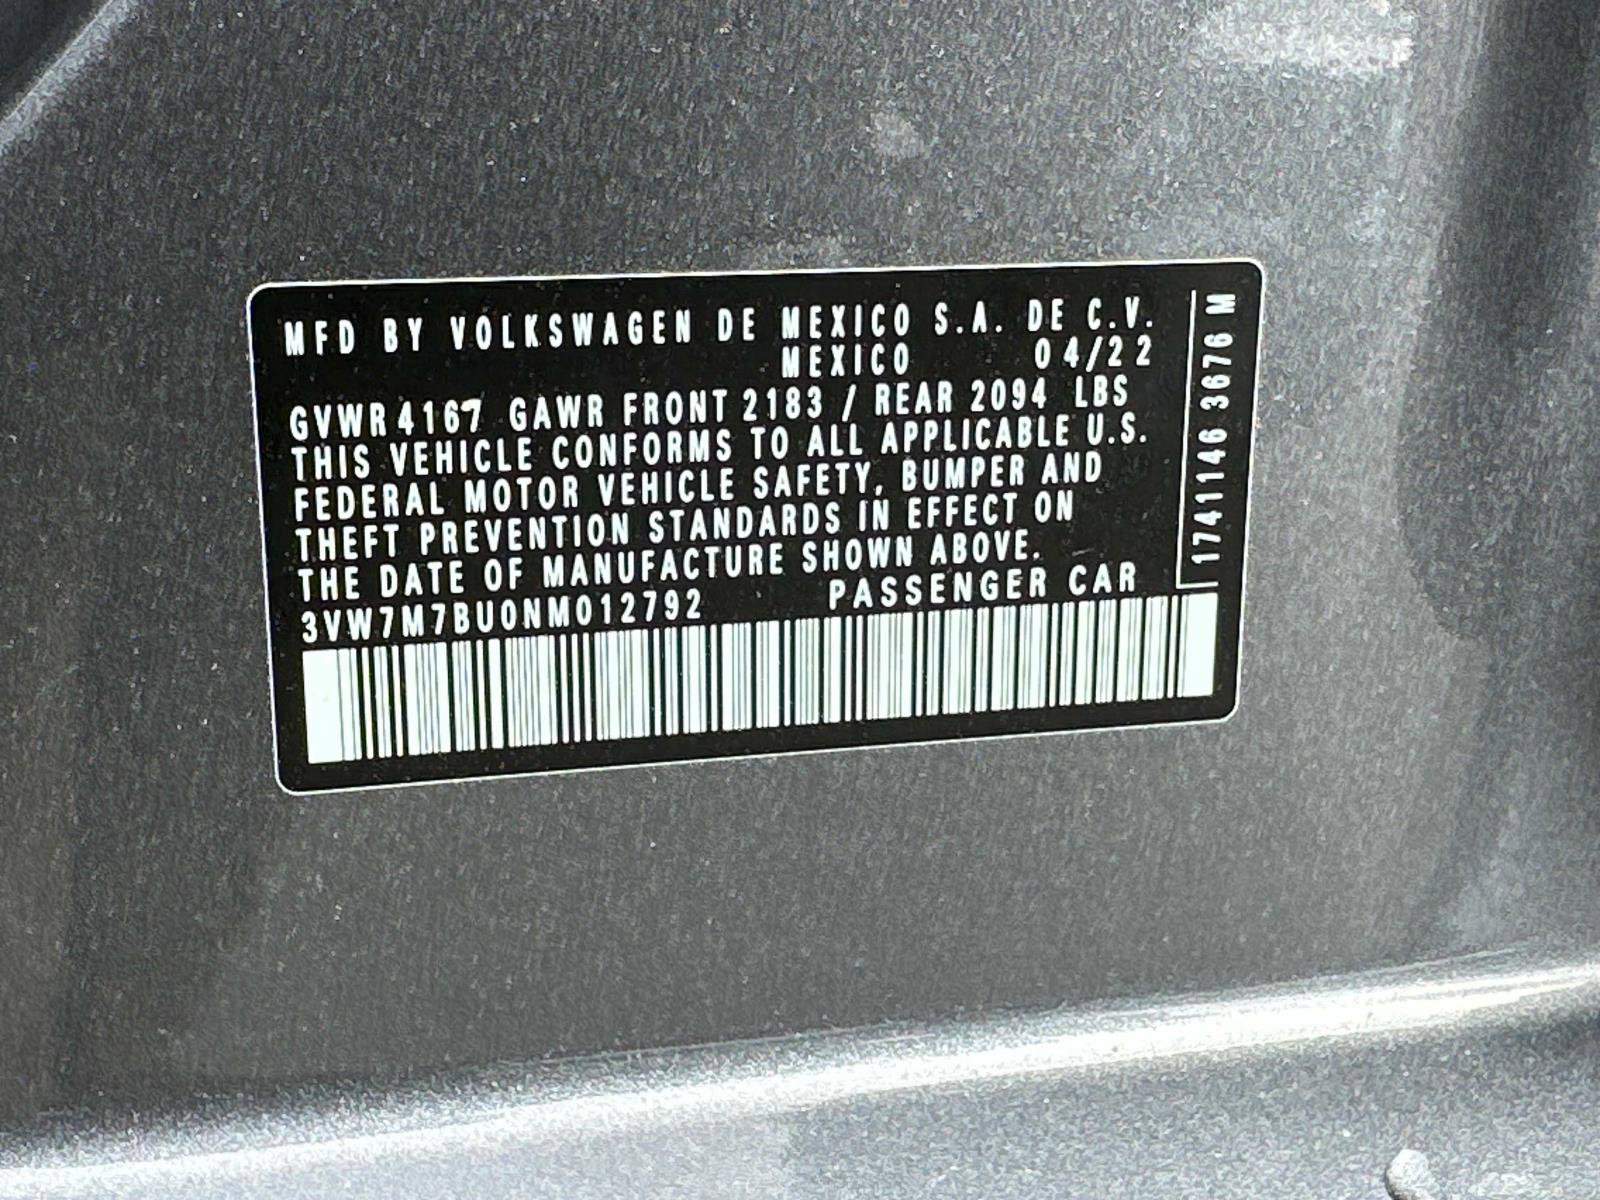 MFD BY VOLKSWAGEN DE MEXICO S.A. DE C.V.
MEXICO 04/22
GVWR 4167 GAWR FRONT 2183 / REAR 2094 LBS
THIS VEHICLE CONFORMS TO ALL APPLICABLE U.S.
FEDERAL MOTOR VEHICLE SAFETY, BUMPER AND
THEFT PREVENTION STANDARDS IN EFFECT ON
THE DATE OF MANUFACTURE SHOWN ABOVE.
3VW7M7BU0NM012792 PASSENGER CAR
1741146 3676 M